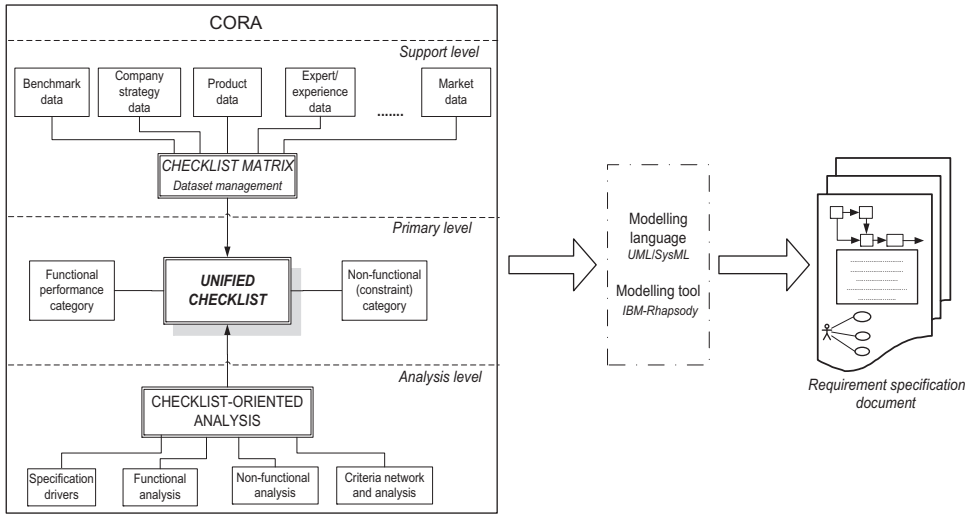 CORA
Support level
Benchmark
data
Company
strategy
data
Product
data
Expert/
experience
data
.......
Market
data
CHECKLIST MATRIX
Dataset management
Primary level
Functional
performance
category
UNIFIED
CHECKLIST
Non-functional
(constraint)
category
Analysis level
CHECKLIST-ORIENTED
ANALYSIS
Specification
drivers
Functional
analysis
Non-functional
analysis
Criteria network
and analysis
Modelling
language
UML/SysML
Modelling tool
IBM-Rhapsody
Requirement specification
document